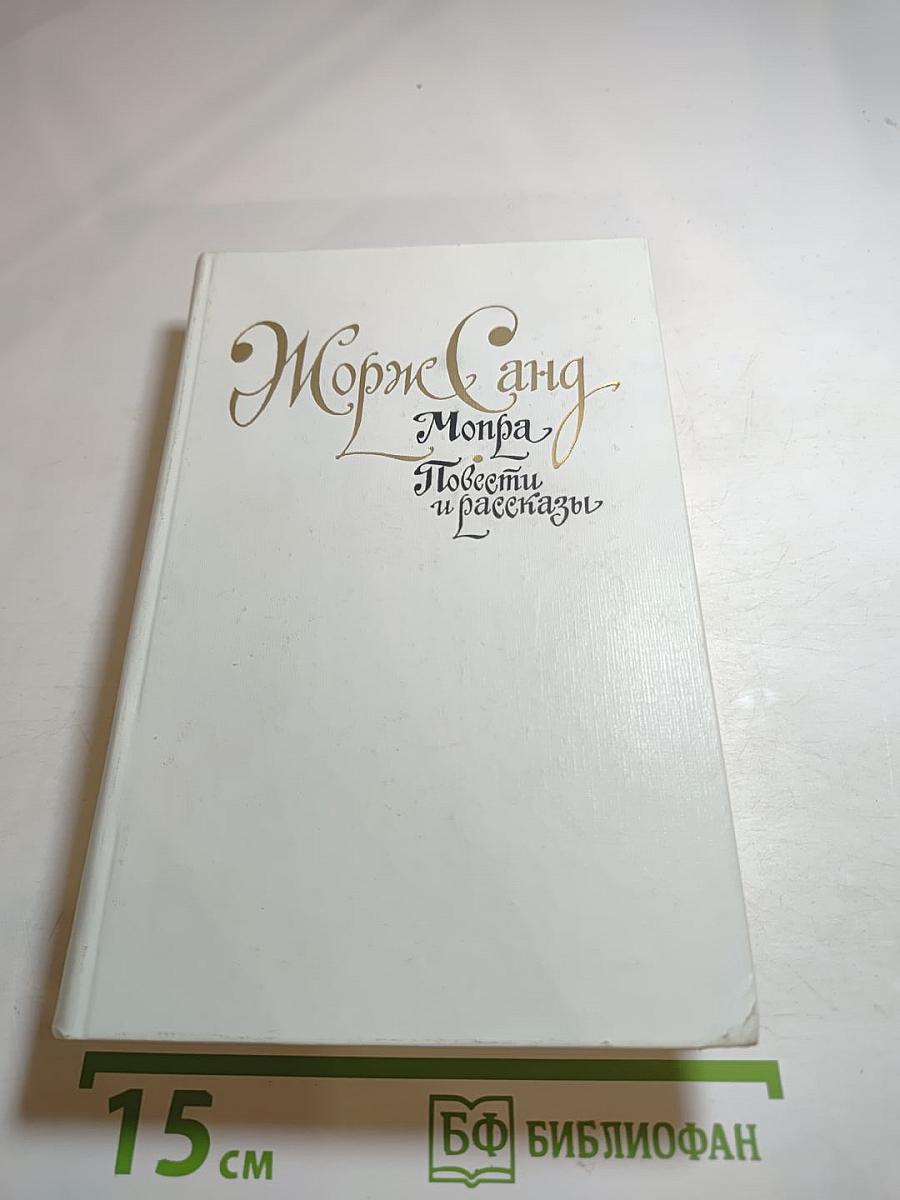 Жорж Санд
Мопра
Повести
и рассказы
15 см
БФ БИБЛИОФАН